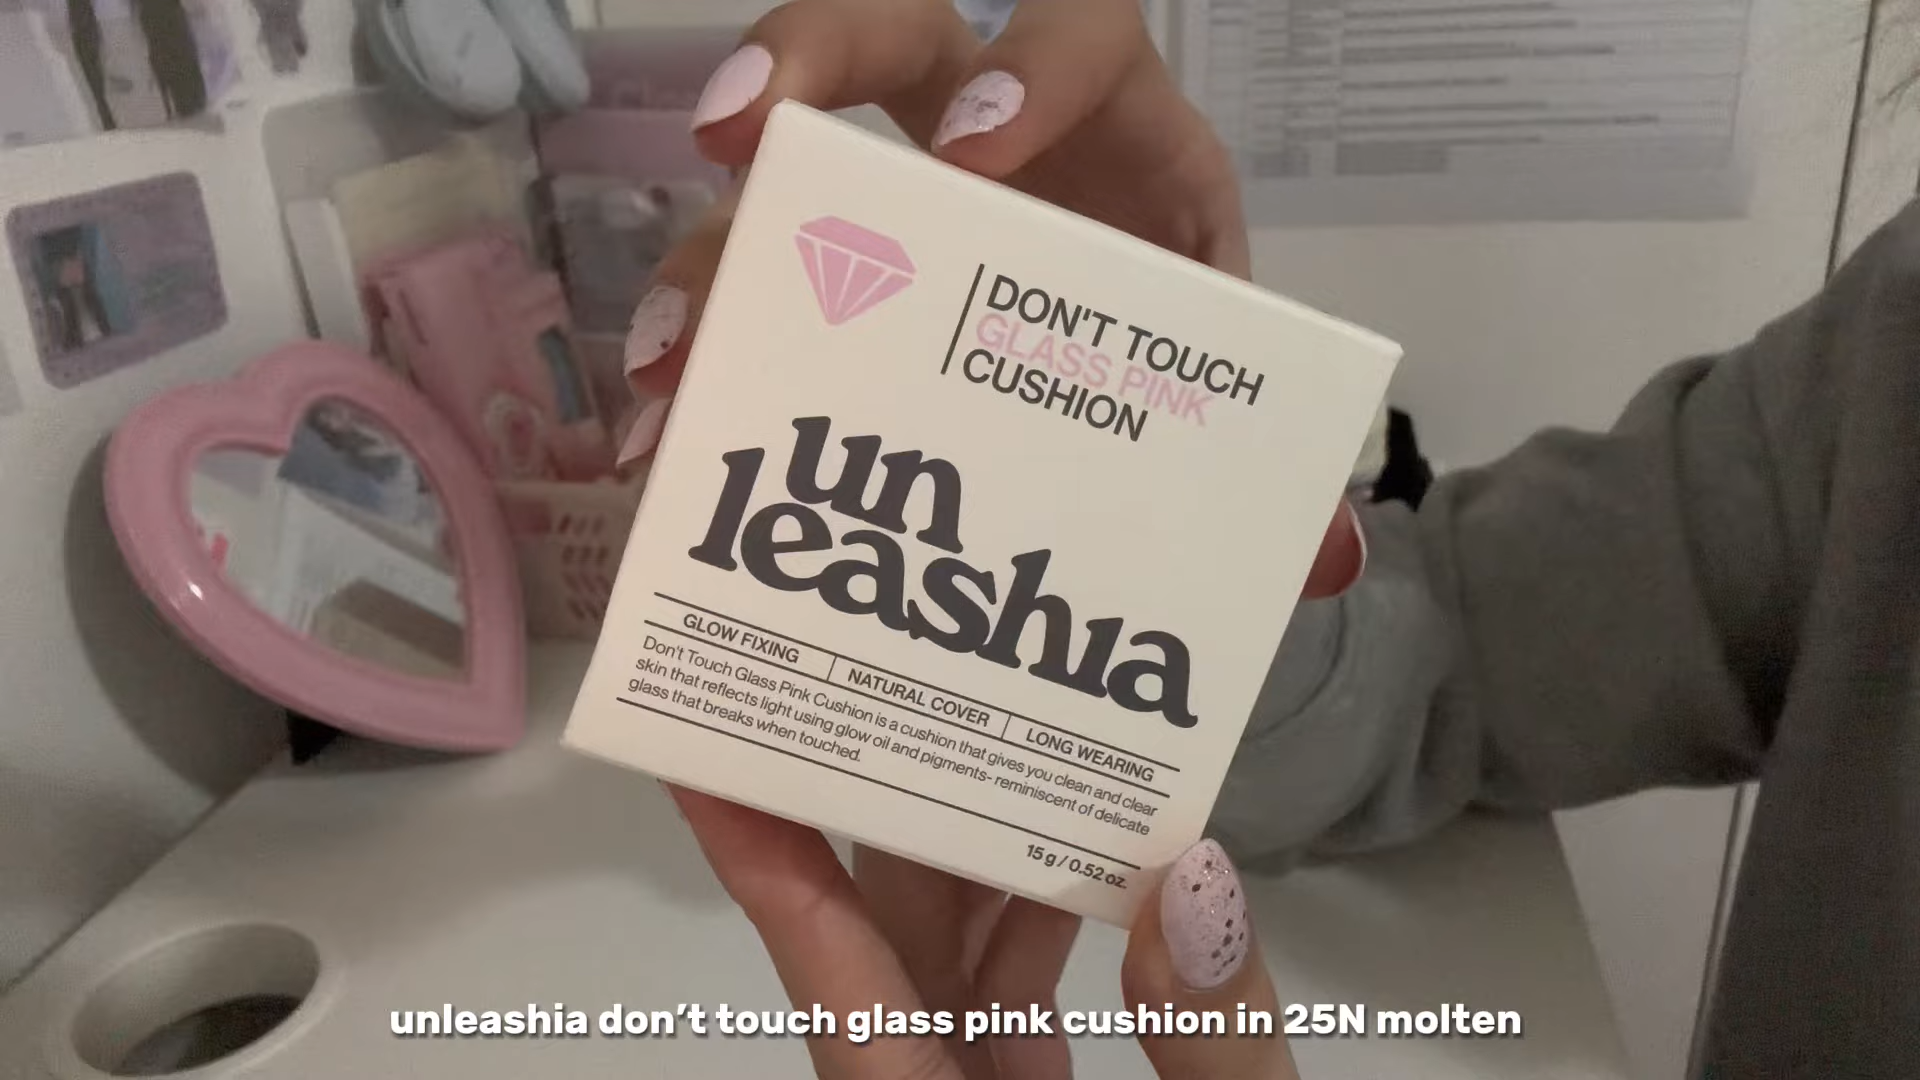 DON'T TOUCH
GLASS PINK
CUSHION
un
leashia
GLOW FIXING
NATURAL COVER
LONG WEARING
Don't Touch Glass Pink Cushion is a cushion that gives you clean and clear
skin that reflects light using glow oil and pigments- reminiscent of delicate
glass that breaks when touched.
15 g / 0.52 oz.
unleashia don’t touch glass pink cushion in 25N molten